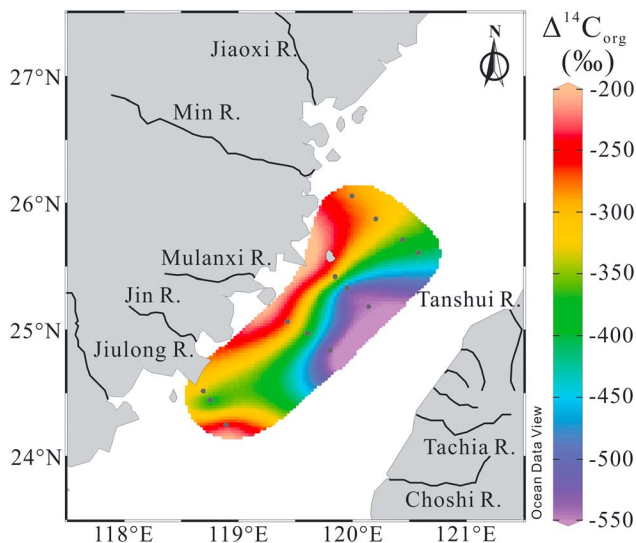 Jiaoxi R.
N
Δ¹⁴Corg
(‰)
27°N
Min R.
-200
-250
26°N
-300
Mulanxi R.
-350
Jin R.
Tanshui R.
25°N
Jiulong R.
-400
-450
24°N
Tachia R.
-500
Choshi R.
-550
Ocean Data View
118°E
119°E
120°E
121°E